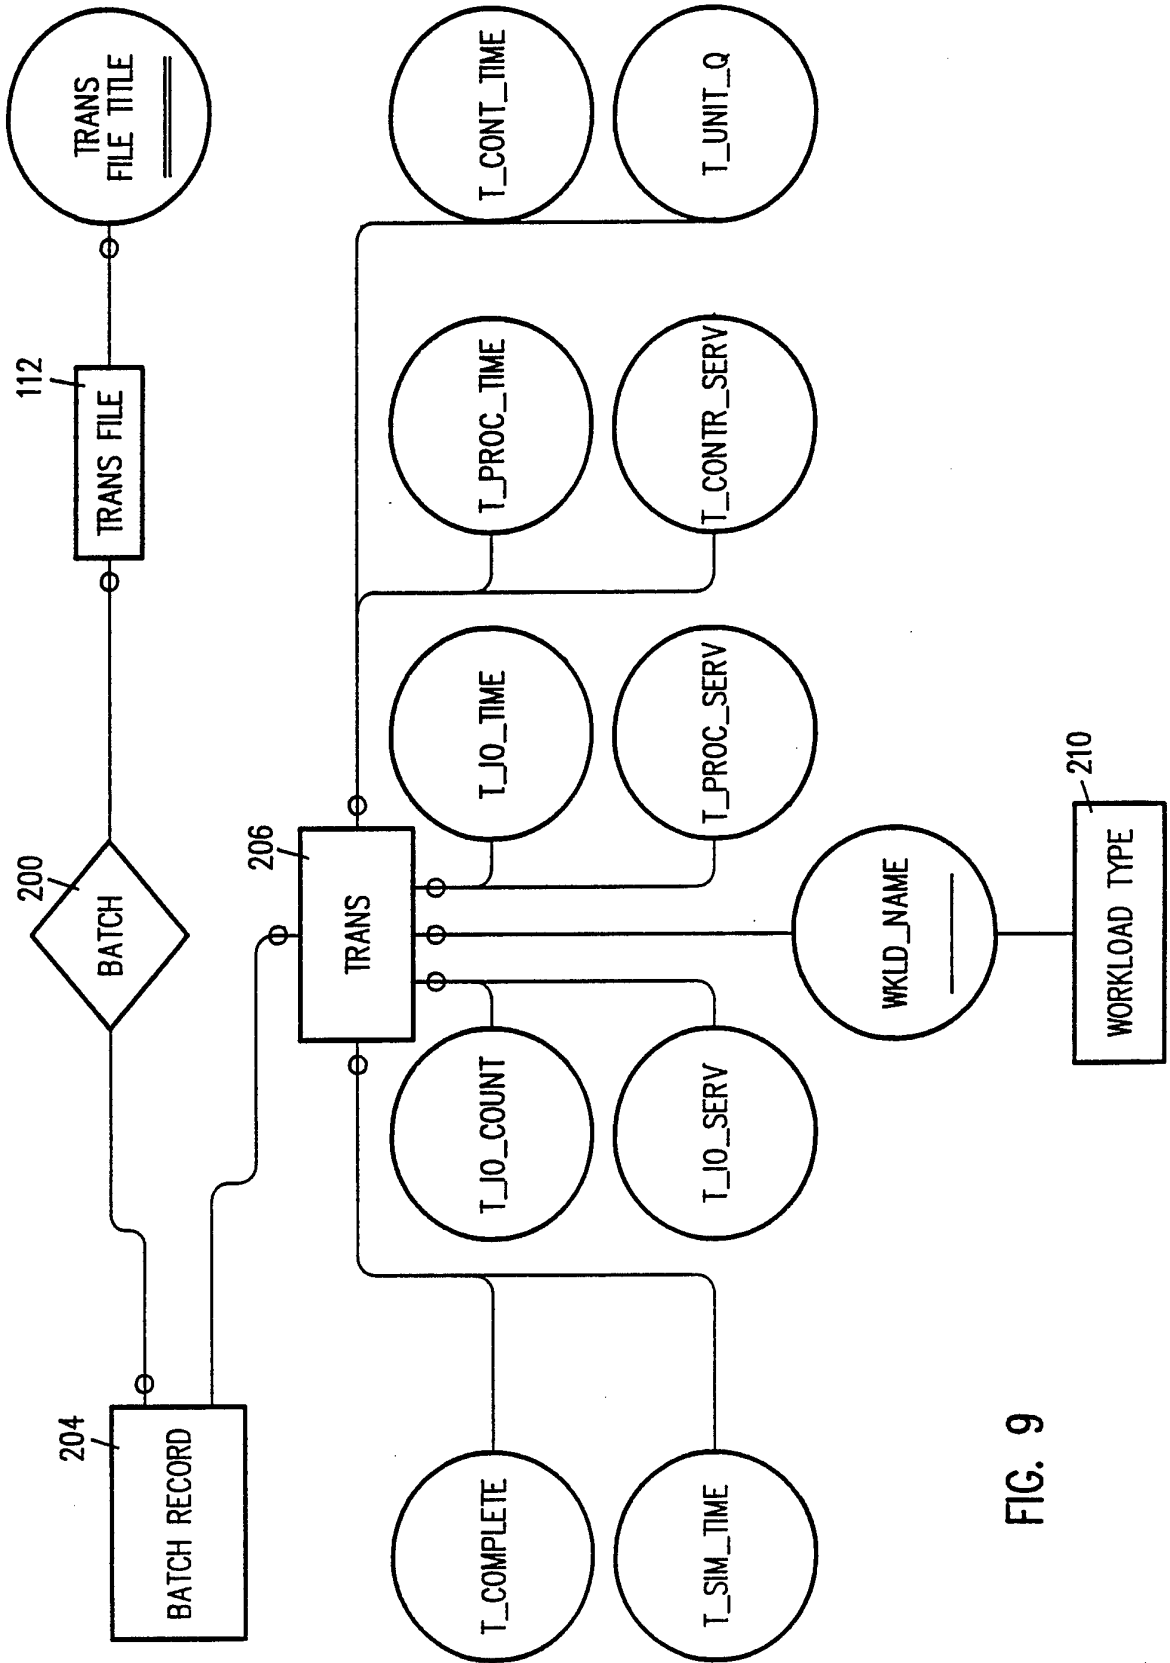 204
BATCH RECORD
200
BATCH
112
TRANS FILE
TRANS
FILE TITLE
206
TRANS
T_COMPLETE
T_IO_COUNT
T_IO_TIME
T_PROC_TIME
T_CONT_TIME
T_SIM_TIME
T_IO_SERV
T_PROC_SERV
T_CONTR_SERV
T_UNIT_Q
WKLD_NAME
210
WORKLOAD TYPE
FIG. 9